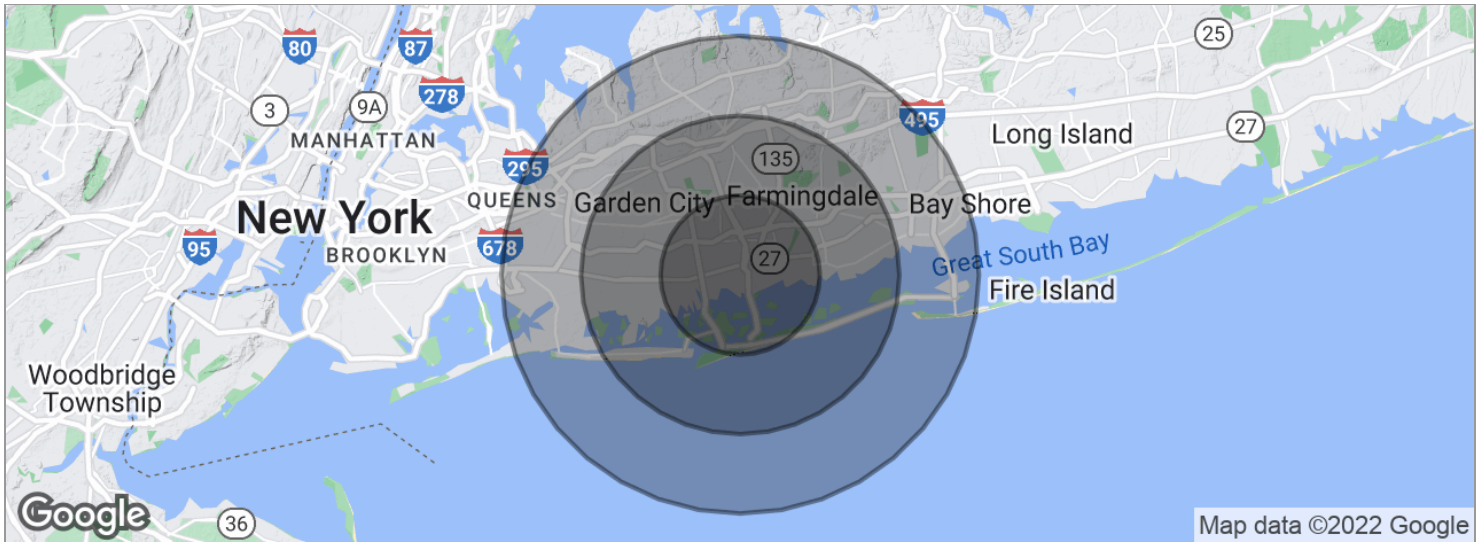 80
87
25
278
3
9A
495
27
MANHATTAN
Long Island
135
295
QUEENS
Garden City
Farmingdale
Bay Shore
New York
95
BROOKLYN
678
27
Great South Bay
Fire Island
Woodbridge
Township
Google
36
Map data ©2022 Google